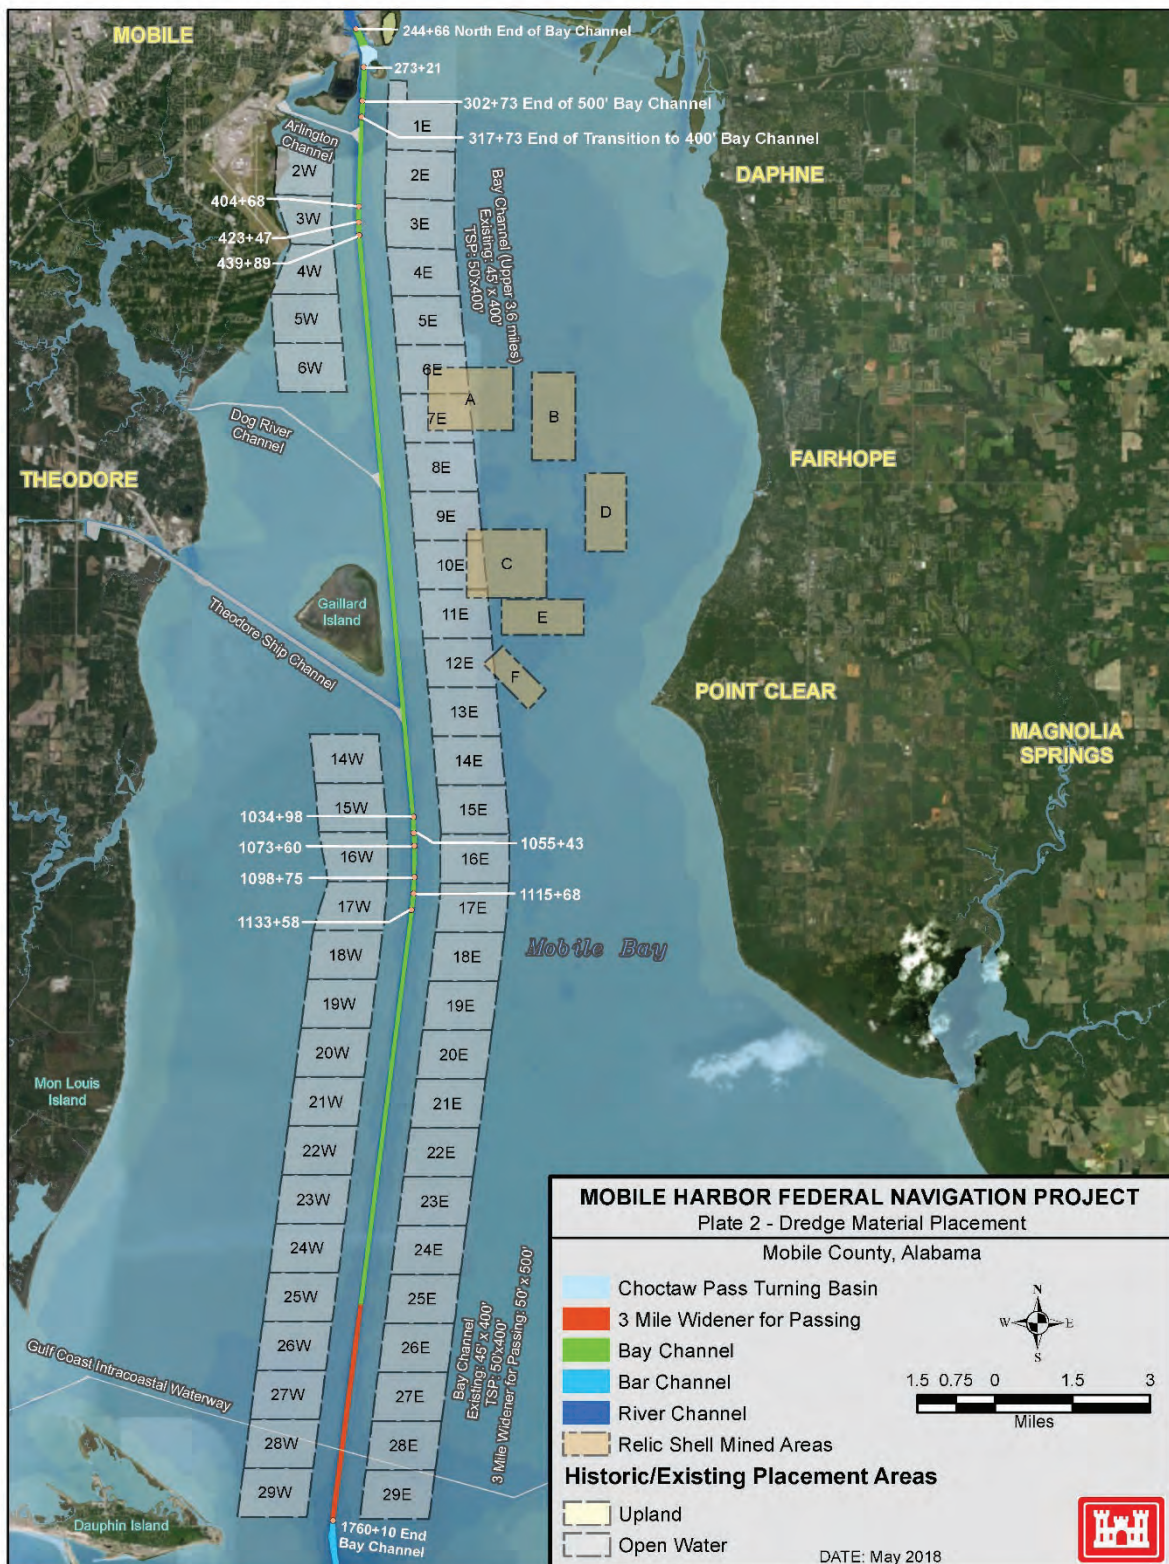 MOBILE
244+66 North End of Bay Channel
273+21
302+73 End of 500' Bay Channel
317+73 End of Transition to 400' Bay Channel
Arlington
Channel
1E
2W
2E
DAPHNE
404+68
3W
3E
423+47
439+89
4W
4E
Bay Channel (Upper 3.6 miles)
Existing: 45' x 400'
TSP: 50'x400'
5W
5E
6W
6E
A
B
7E
Dog River
Channel
8E
FAIRHOPE
THEODORE
9E
D
10E
C
Gaillard
Island
11E
E
Theodore Ship Channel
12E
F
13E
POINT CLEAR
MAGNOLIA
SPRINGS
14W
14E
15W
15E
1034+98
1055+43
1073+60
16W
16E
1098+75
1115+68
17W
17E
1133+58
Mobile Bay
18W
18E
19W
19E
20W
20E
Mon Louis
Island
21W
21E
22W
22E
23W
23E
24W
24E
25W
25E
26W
26E
Bay Channel
Existing: 45' x 400'
TSP: 50'x400'
3 Mile Widener for Passing: 50' x 500'
Gulf Coast Intracoastal Waterway
27W
27E
28W
28E
29W
29E
Dauphin Island
1760+10 End
Bay Channel
MOBILE HARBOR FEDERAL NAVIGATION PROJECT
Plate 2 - Dredge Material Placement
Mobile County, Alabama
Choctaw Pass Turning Basin
3 Mile Widener for Passing
Bay Channel
Bar Channel
River Channel
Relic Shell Mined Areas
N
W
E
S
1.5 0.75 0 1.5 3
Miles
Historic/Existing Placement Areas
Upland
Open Water
DATE: May 2018